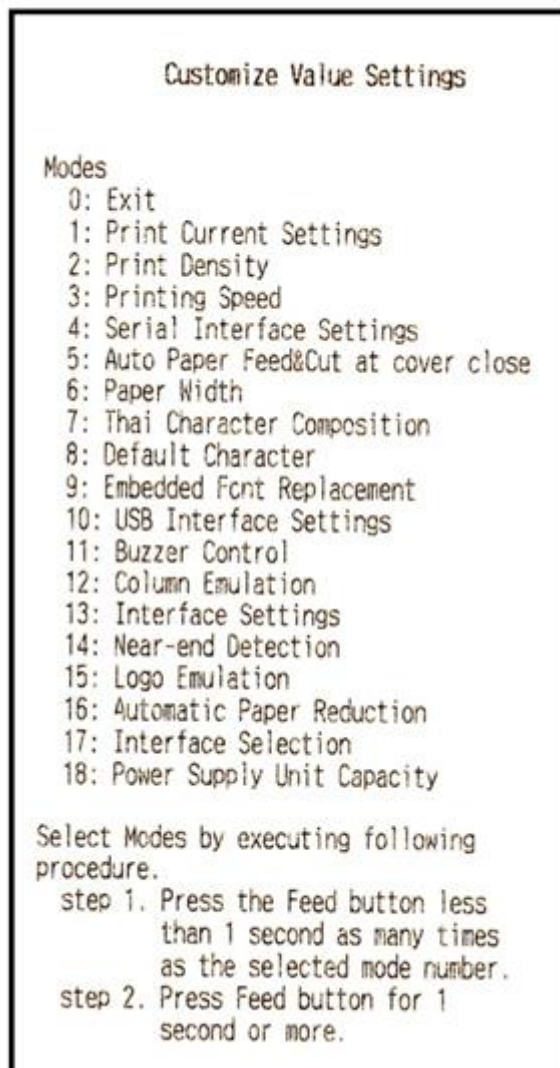 Customize Value Settings
Modes
0: Exit
1: Print Current Settings
2: Print Density
3: Printing Speed
4: Serial Interface Settings
5: Auto Paper Feed&Cut at cover close
6: Paper Width
7: Thai Character Composition
8: Default Character
9: Embedded Font Replacement
10: USB Interface Settings
11: Buzzer Control
12: Column Emulation
13: Interface Settings
14: Near-end Detection
15: Logo Emulation
16: Automatic Paper Reduction
17: Interface Selection
18: Power Supply Unit Capacity
Select Modes by executing following
procedure.
step 1. Press the Feed button less
than 1 second as many times
as the selected mode number.
step 2. Press Feed button for 1
second or more.